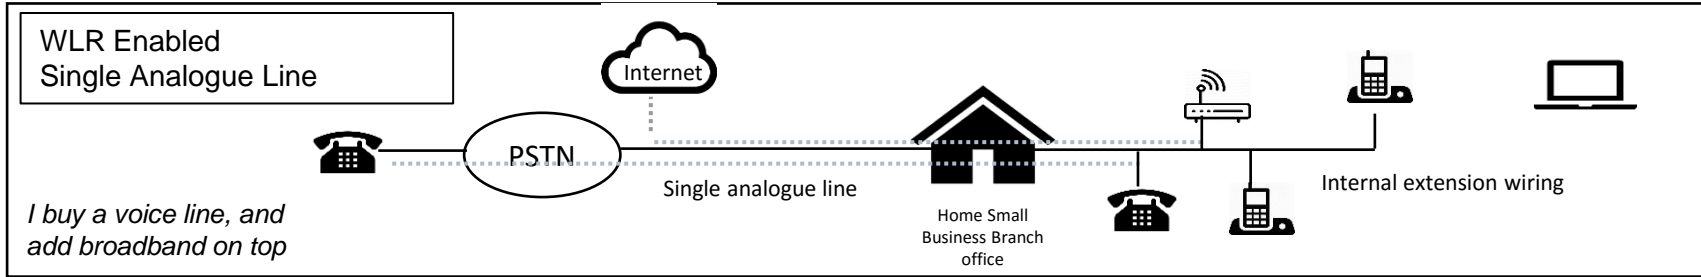 WLR Enabled
Single Analogue Line
Internet
PSTN
Single analogue line
Internal extension wiring
I buy a voice line, and
add broadband on top
Home Small
Business Branch
office